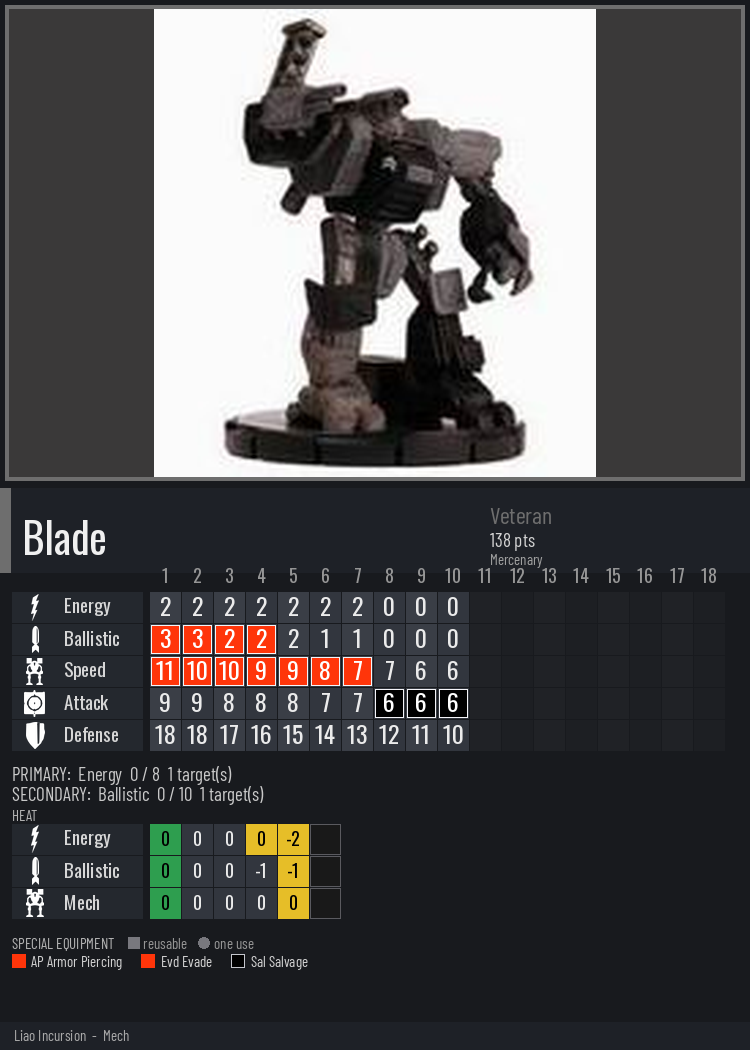 Blade
Veteran
138 pts
Mercenary
1 2 3 4 5 6 7 8 9 10 11 12 13 14 15 16 17 18
Energy 2 2 2 2 2 2 2 0 0 0
Ballistic 3 3 2 2 2 1 1 0 0 0
Speed 11 10 10 9 9 8 7 7 6 6
Attack 9 9 8 8 8 7 7 6 6 6
Defense 18 18 17 16 15 14 13 12 11 10
PRIMARY: Energy 0 / 8 1 target(s)
SECONDARY: Ballistic 0 / 10 1 target(s)
HEAT
Energy 0 0 0 0 -2
Ballistic 0 0 0 -1 -1
Mech 0 0 0 0 0
SPECIAL EQUIPMENT reusable one use
AP Armor Piercing Evd Evade Sal Salvage
Liao Incursion - Mech